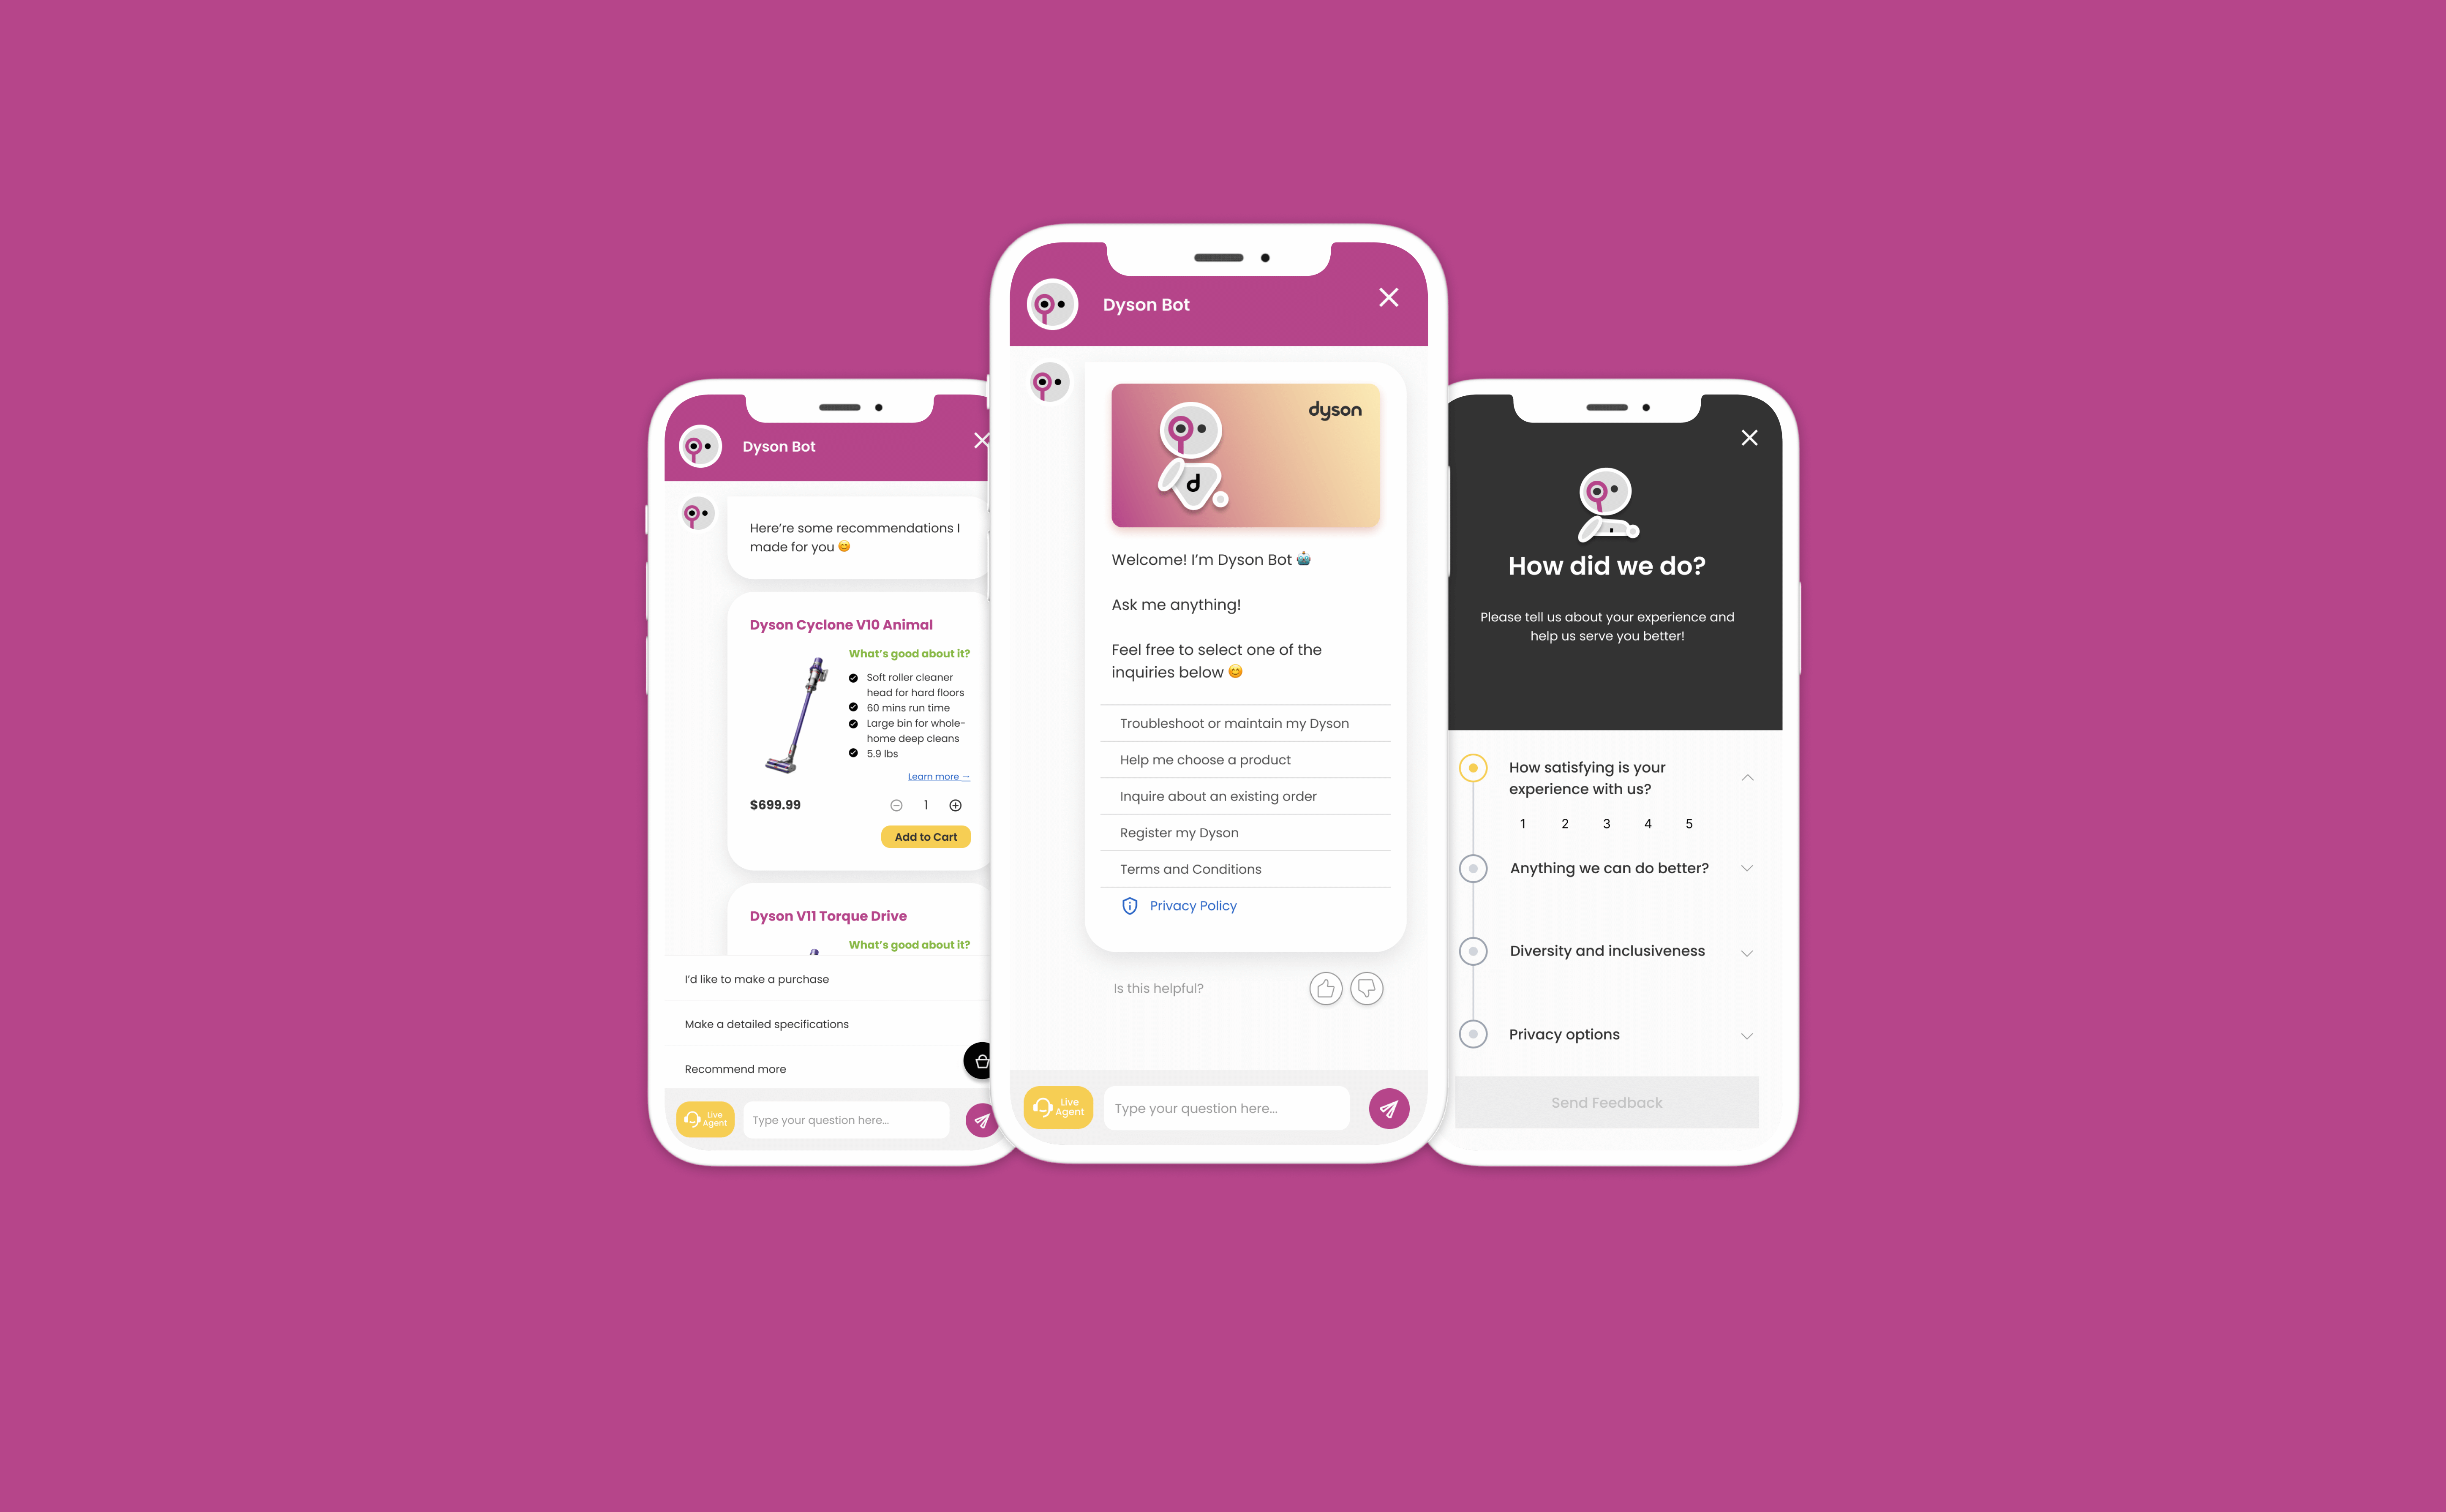 Dyson Bot
Here're some recommendations I
made for you 😊
Dyson Cyclone V10 Animal
What's good about it?
Soft roller cleaner
head for hard floors
60 mins run time
Large bin for whole-
home deep cleans
5.9 lbs
Learn more →
$699.99
1
Add to Cart
Dyson V11 Torque Drive
What's good about it?
I'd like to make a purchase
Make a detailed specifications
Recommend more
Live
Agent
Type your question here...
Dyson Bot
dyson
d
Welcome! I'm Dyson Bot 🤖
Ask me anything!
Feel free to select one of the
inquiries below 😊
Troubleshoot or maintain my Dyson
Help me choose a product
Inquire about an existing order
Register my Dyson
Terms and Conditions
Privacy Policy
Is this helpful?
Live
Agent
Type your question here...
How did we do?
Please tell us about your experience and
help us serve you better!
How satisfying is your
experience with us?
1 2 3 4 5
Anything we can do better?
Diversity and inclusiveness
Privacy options
Send Feedback